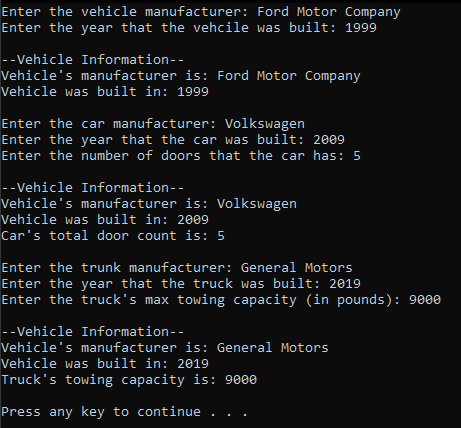 Enter the vehicle manufacturer: Ford Motor Company
Enter the year that the vehcile was built: 1999
--Vehicle Information--
Vehicle's manufacturer is: Ford Motor Company
Vehicle was built in: 1999
Enter the car manufacturer: Volkswagen
Enter the year that the car was built: 2009
Enter the number of doors that the car has: 5
--Vehicle Information--
Vehicle's manufacturer is: Volkswagen
Vehicle was built in: 2009
Car's total door count is: 5
Enter the trunk manufacturer: General Motors
Enter the year that the truck was built: 2019
Enter the truck's max towing capacity (in pounds): 9000
--Vehicle Information--
Vehicle's manufacturer is: General Motors
Vehicle was built in: 2019
Truck's towing capacity is: 9000
Press any key to continue . . .